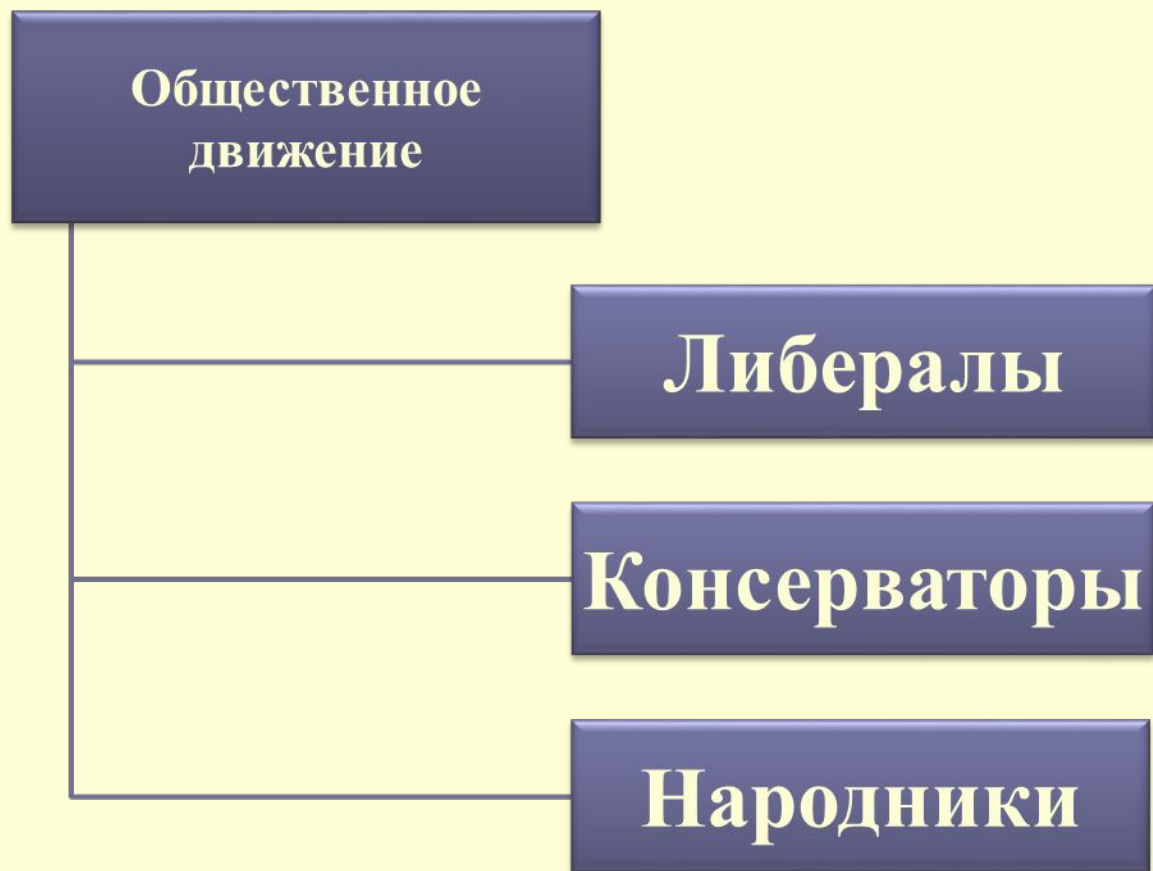 Общественное
движение
Либералы
Консерваторы
Народники